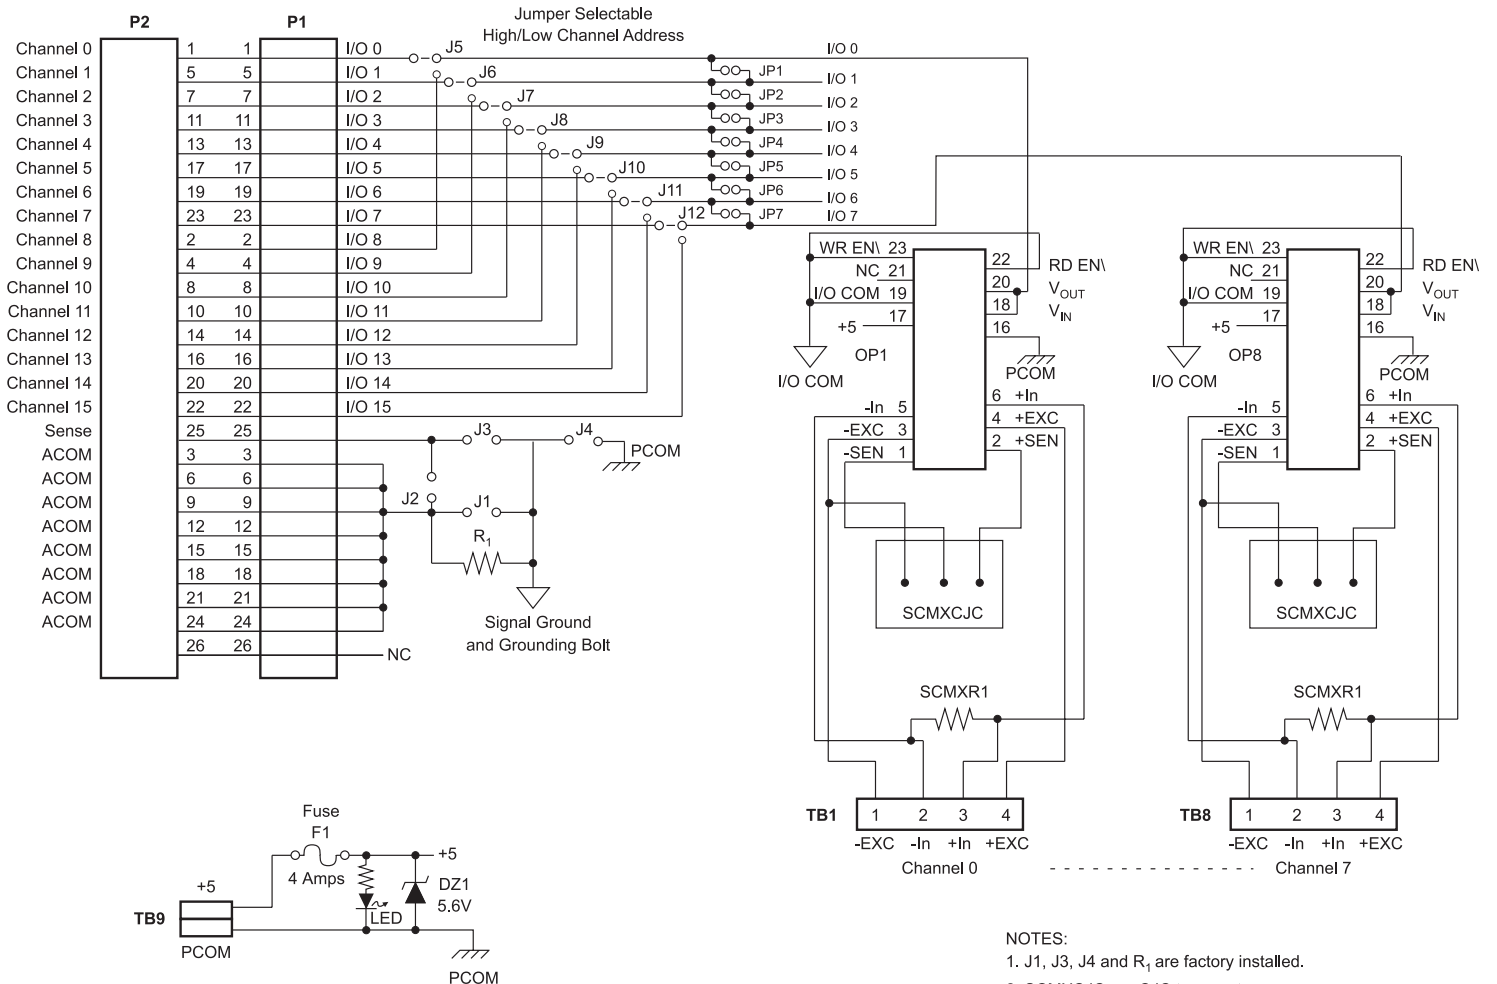 P2
P1
Jumper Selectable
High/Low Channel Address
Channel 0 1 1 I/O 0 J5 I/O 0
JP1
Channel 1 5 5 I/O 1 J6 I/O 1
JP2
Channel 2 7 7 I/O 2 J7 I/O 2
JP3
Channel 3 11 11 I/O 3 J8 I/O 3
JP4
Channel 4 13 13 I/O 4 J9 I/O 4
JP5
Channel 5 17 17 I/O 5 J10 I/O 5
JP6
Channel 6 19 19 I/O 6 J11 I/O 6
JP7
Channel 7 23 23 I/O 7 J12 I/O 7
Channel 8 2 2 I/O 8
Channel 9 4 4 I/O 9
Channel 10 8 8 I/O 10
Channel 11 10 10 I/O 11
Channel 12 14 14 I/O 12
Channel 13 16 16 I/O 13
Channel 14 20 20 I/O 14
Channel 15 22 22 I/O 15
Sense 25 25 J3 J4
PCOM
ACOM 3 3
ACOM 6 6
ACOM 9 9 J2 J1
ACOM 12 12
R1
ACOM 15 15
ACOM 18 18
ACOM 21 21
ACOM 24 24
26 26 NC
Signal Ground
and Grounding Bolt
WR EN\ 23
22 RD EN\
NC 21
20 VOUT
I/O COM 19
18 VIN
17
+5
16
OP1
PCOM
I/O COM
6 +In
-In 5
4 +EXC
-EXC 3
2 +SEN
-SEN 1
SCMXCJC
SCMXR1
TB1 1 2 3 4
-EXC -In +In +EXC
Channel 0
WR EN\ 23
22 RD EN\
NC 21
20 VOUT
I/O COM 19
18 VIN
17
+5
16
OP8
PCOM
I/O COM
6 +In
-In 5
4 +EXC
-EXC 3
2 +SEN
-SEN 1
SCMXCJC
SCMXR1
TB8 1 2 3 4
-EXC -In +In +EXC
Channel 7
Fuse
F1
+5
4 Amps
DZ1
5.6V
+5
LED
TB9
PCOM
PCOM
NOTES:
1. J1, J3, J4 and R1 are factory installed.